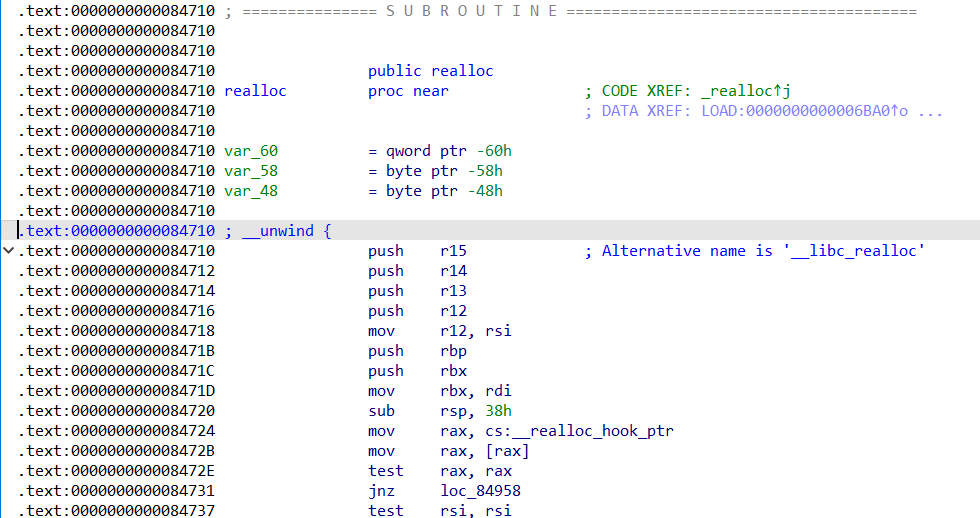 .text:0000000000084710 ; =============== S U B R O U T I N E =======================================
.text:0000000000084710
.text:0000000000084710
.text:0000000000084710 public realloc
.text:0000000000084710 realloc proc near ; CODE XREF: _realloc↑j
.text:0000000000084710 ; DATA XREF: LOAD:0000000000006BA0↑o ...
.text:0000000000084710
.text:0000000000084710 var_60 = qword ptr -60h
.text:0000000000084710 var_58 = byte ptr -58h
.text:0000000000084710 var_48 = byte ptr -48h
.text:0000000000084710
.text:0000000000084710 ; __unwind {
.text:0000000000084710 push r15 ; Alternative name is '__libc_realloc'
.text:0000000000084712 push r14
.text:0000000000084714 push r13
.text:0000000000084716 push r12
.text:0000000000084718 mov r12, rsi
.text:000000000008471B push rbp
.text:000000000008471C push rbx
.text:000000000008471D mov rbx, rdi
.text:0000000000084720 sub rsp, 38h
.text:0000000000084724 mov rax, cs:__realloc_hook_ptr
.text:000000000008472B mov rax, [rax]
.text:000000000008472E test rax, rax
.text:0000000000084731 jnz loc_84958
.text:0000000000084737 test rsi, rsi